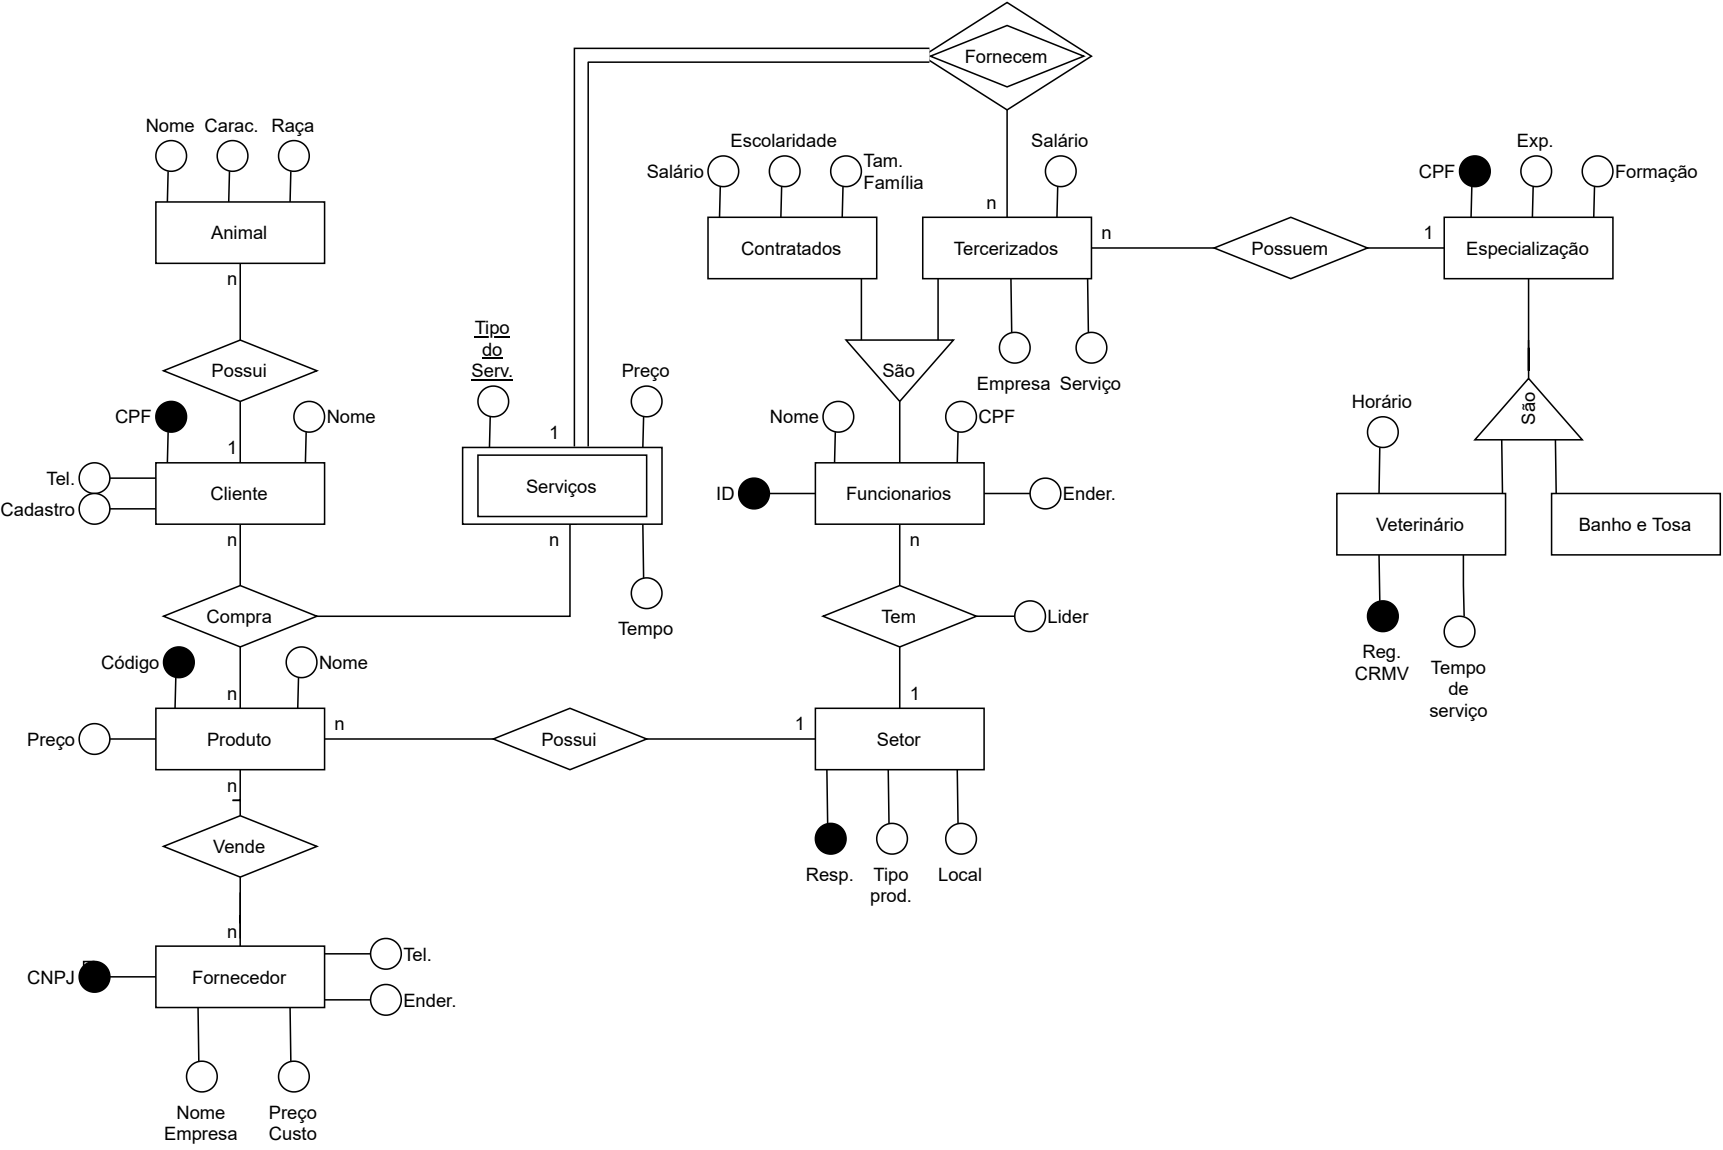 Fornecem
Nome
Carac.
Raça
Animal
n
Possui
1
CPF
Nome
Tel.
Cadastro
Cliente
n
Compra
n
Código
Nome
Preço
Produto
n
Vende
n
CNPJ
Fornecedor
Tel.
Ender.
Nome
Empresa
Preço
Custo
n
Possui
1
Tipo
do
Serv.
Preço
1
Serviços
n
Tempo
Escolaridade
Salário
Tam.
Família
Contratados
n
Salário
Tercerizados
Empresa
Serviço
São
Nome
CPF
ID
Funcionarios
Ender.
n
Tem
Lider
1
Setor
Resp.
Tipo
prod.
Local
n
Possuem
1
CPF
Exp.
Formação
Especialização
São
Horário
Veterinário
Banho e Tosa
Reg.
CRMV
Tempo
de
serviço